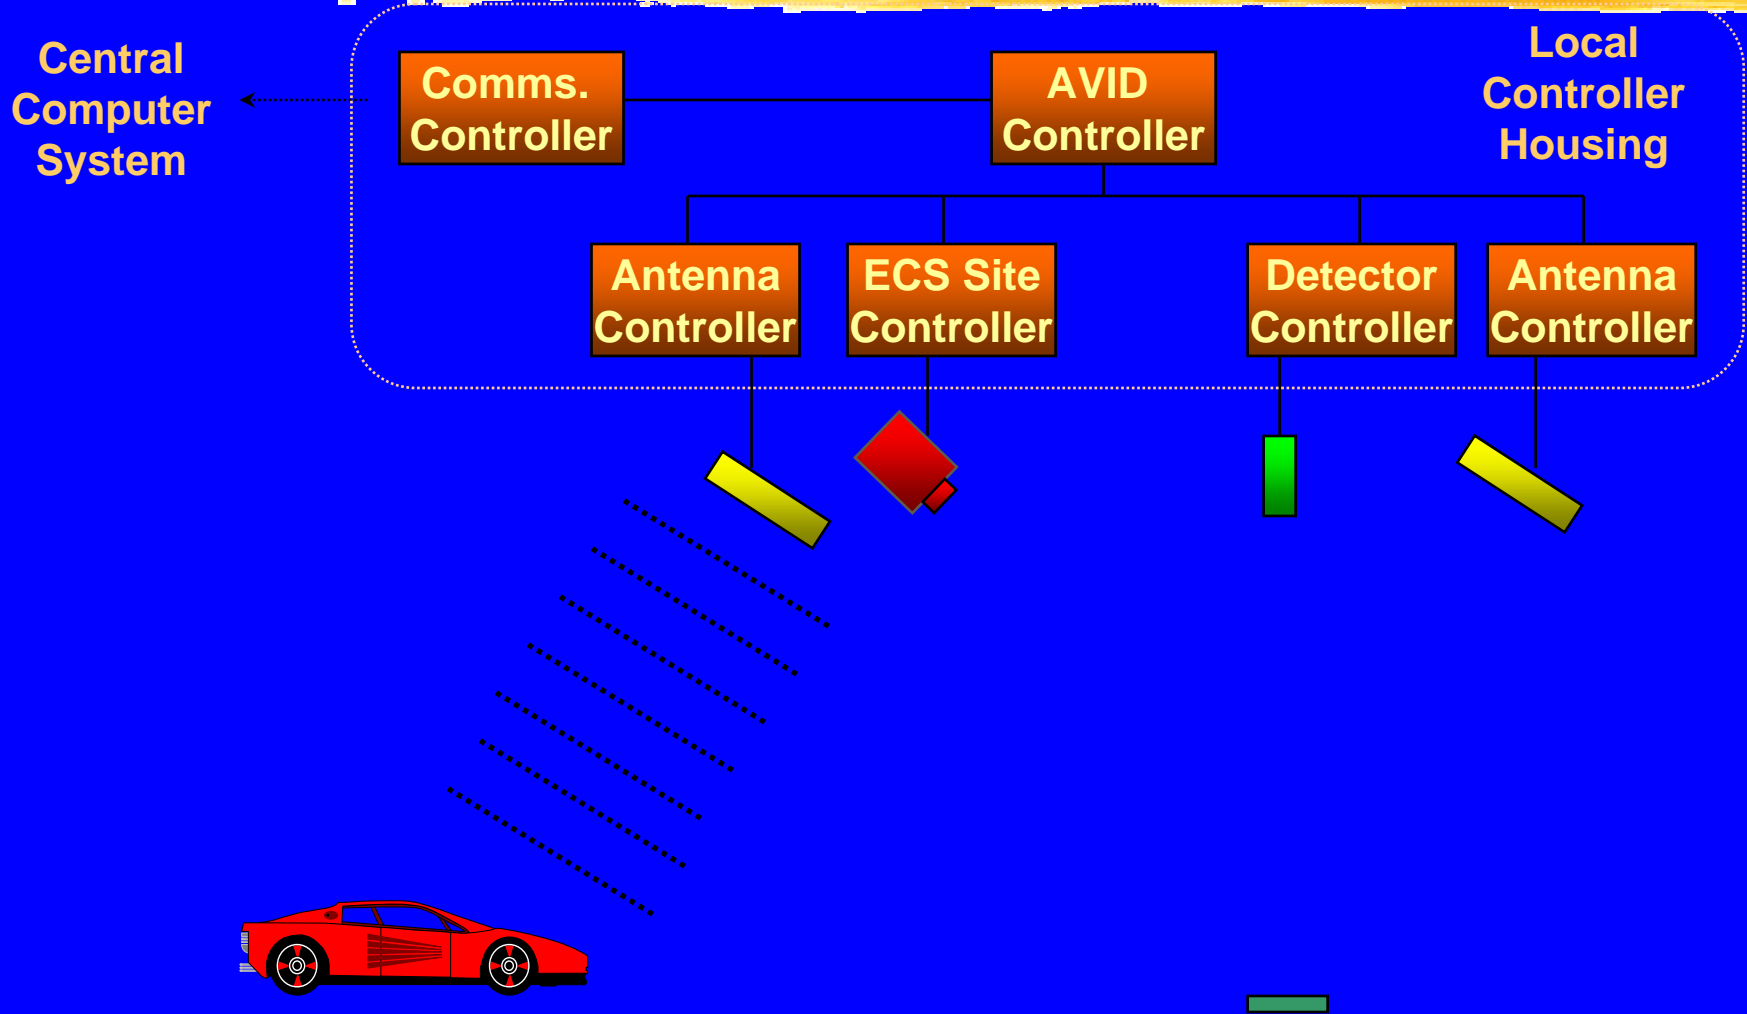 Central
Computer
System
Comms.
Controller
AVID
Controller
Local
Controller
Housing
Antenna
Controller
ECS Site
Controller
Detector
Controller
Antenna
Controller